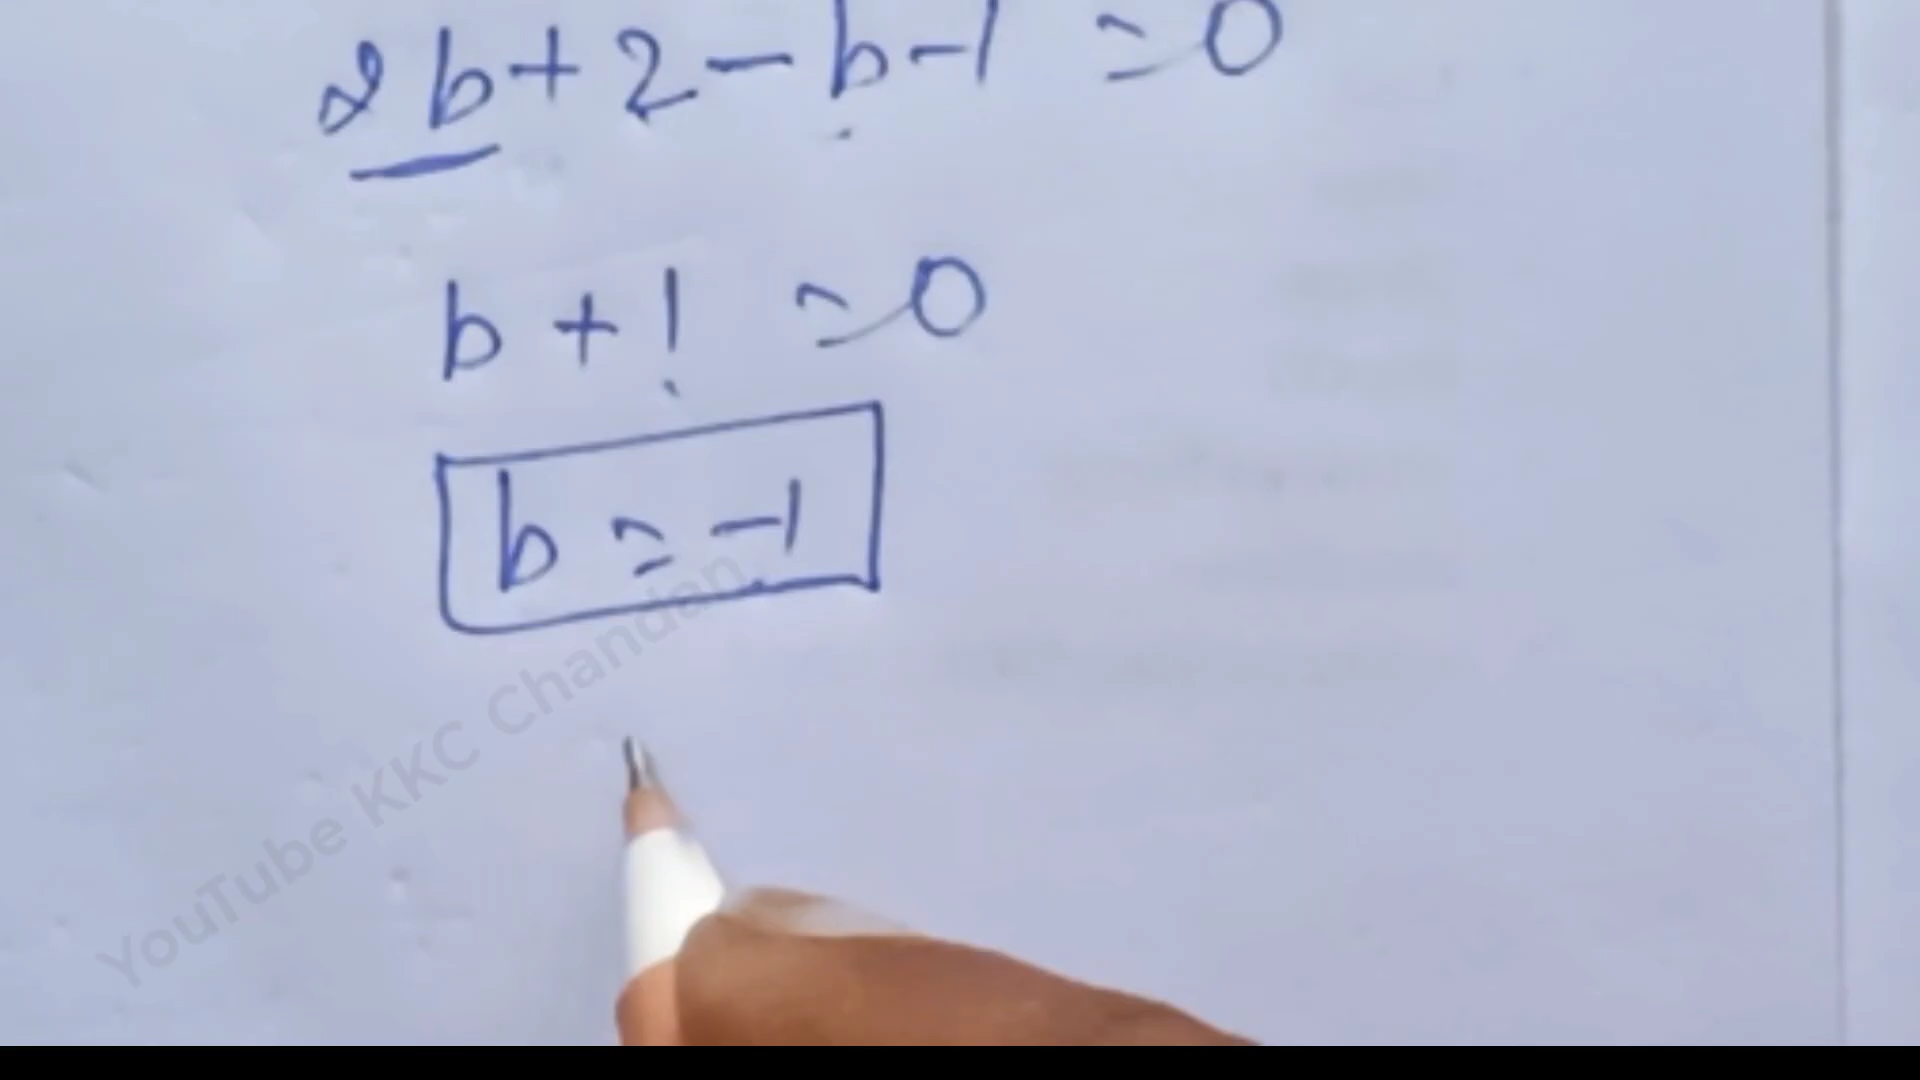 2b+2-b-1 = 0
b + 1 = 0
b = -1
YouTube KKC Chandan